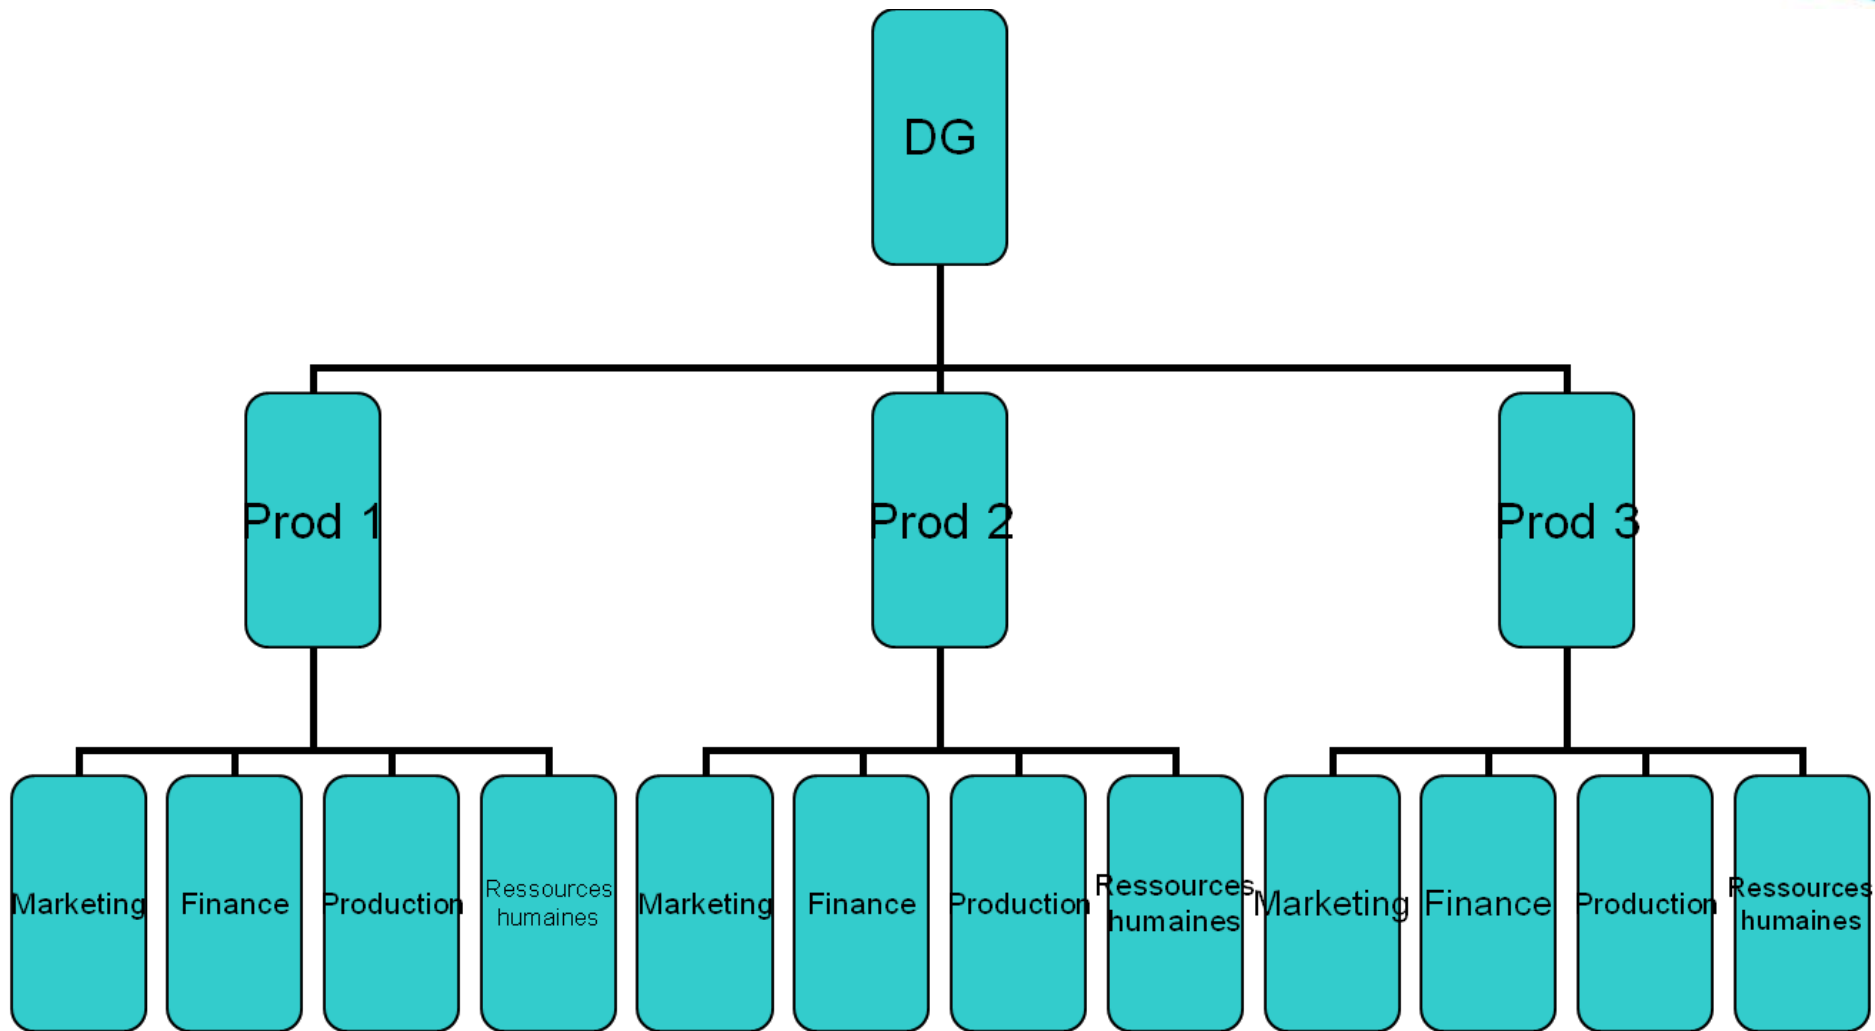 DG
Prod 1
Prod 2
Prod 3
Marketing
Finance
Production
Ressources
humaines
Marketing
Finance
Production
Ressources
humaines
Marketing
Finance
Production
Ressources
humaines